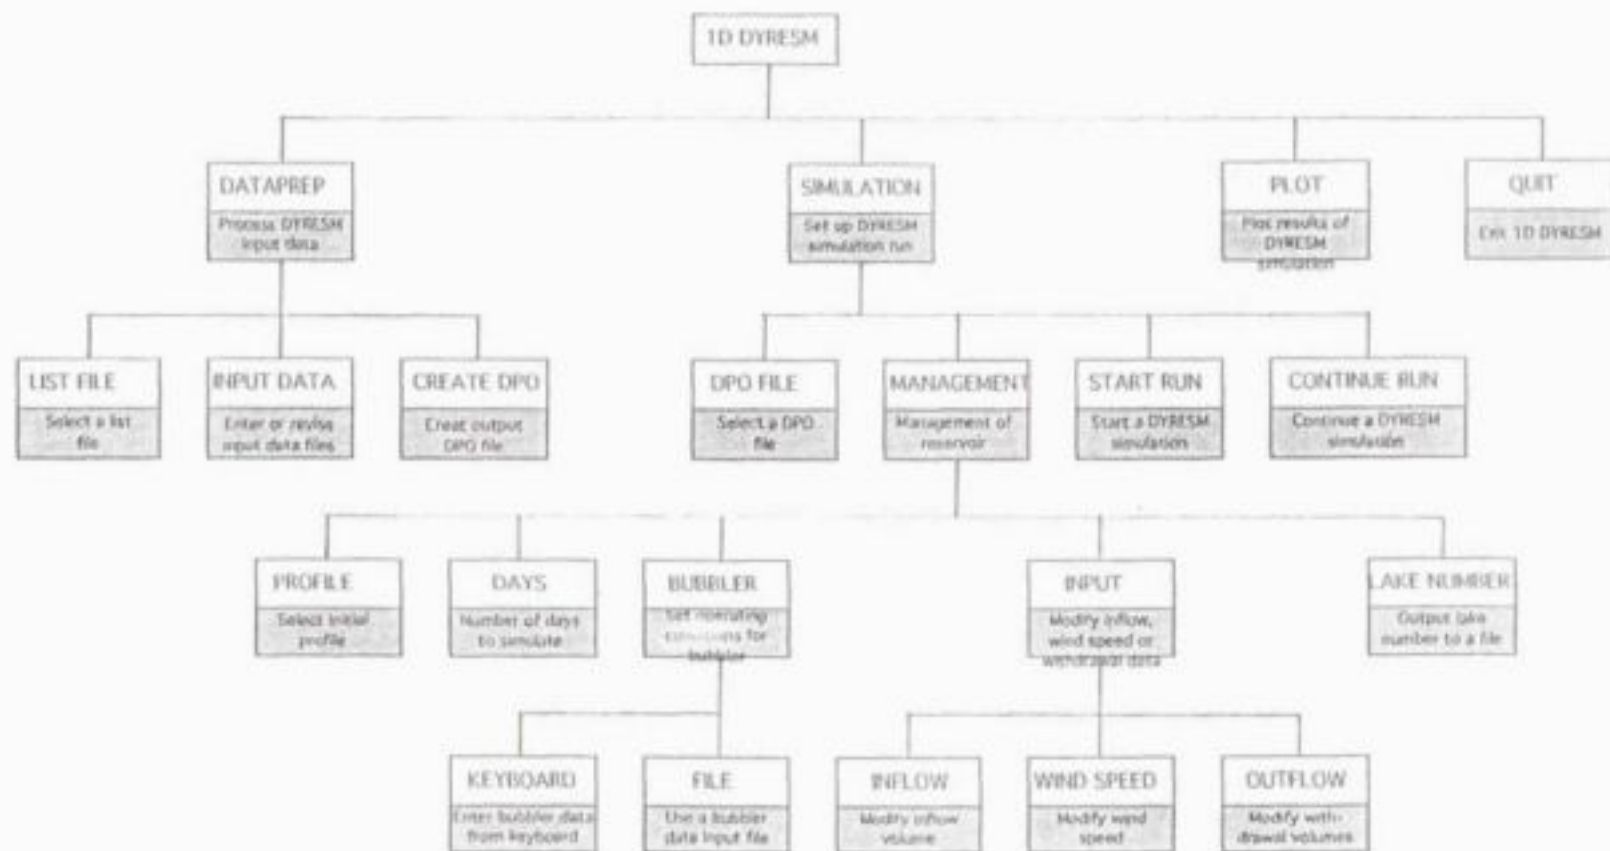 1D DYRESM
DATAPREP
Process DYRESM
input data
SIMULATION
Set up DYRESM
simulation run
PLOT
Plot results of
DYRESM
simulation
QUIT
Exit 1D DYRESM
LIST FILE
Select a list
file
INPUT DATA
Enter or revise
input data files
CREATE DPO
Creat output
DPO file
DPO FILE
Select a DPO
file
MANAGEMENT
Management of
reservoir
START RUN
Start a DYRESM
simulation
CONTINUE RUN
Continue a DYRESM
simulation
PROFILE
Select initial
profile
DAYS
Number of days
to simulate
BUBBLER
Set operating
conditions for
bubbler
INPUT
Modify inflow,
wind speed or
withdrawal data
LAKE NUMBER
Output lake
number to a file
KEYBOARD
Enter bubbler data
from keyboard
FILE
Use a bubbler
data input file
INFLOW
Modify inflow
volume
WIND SPEED
Modify wind
speed
OUTFLOW
Modify with-
drawal volumes